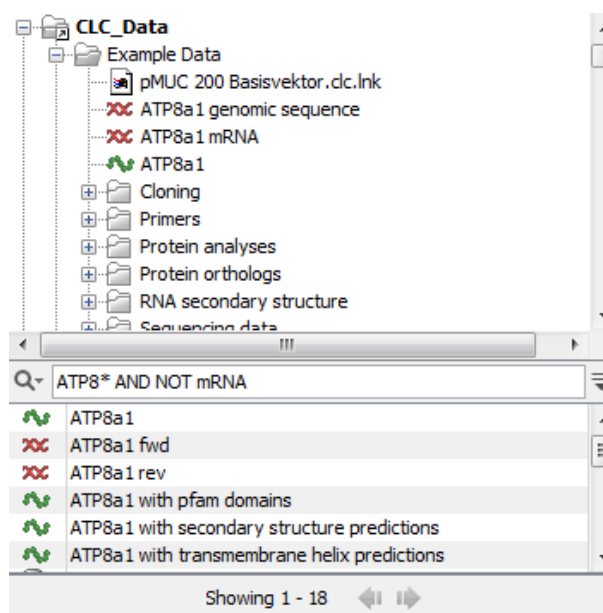 CLC_Data
Example Data
pMUC 200 Basisvektor.clc.lnk
ATP8a1 genomic sequence
ATP8a1 mRNA
ATP8a1
Cloning
Primers
Protein analyses
Protein orthologs
RNA secondary structure
Sequencing data
ATP8* AND NOT mRNA
ATP8a1
ATP8a1 fwd
ATP8a1 rev
ATP8a1 with pfam domains
ATP8a1 with secondary structure predictions
ATP8a1 with transmembrane helix predictions
Showing 1 - 18